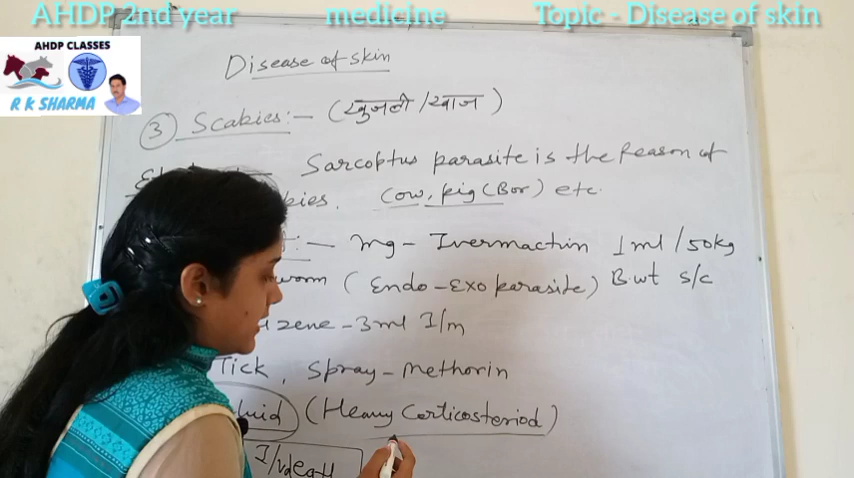 AHDP 2nd year medicine Topic - Disease of skin
AHDP CLASSES
R K SHARMA
Disease of skin
③ Scabies:- (खुजली/खाज)
Sarcoptus parasite is the Reason of
bies. Cow, pig (Bor) etc.
:- mg - Ivermactin 1ml/50kg
worm (Endo-Exo parasite) Bwt s/c
zene - 3ml I/m
Tick, Spray - Methorin
luid (Heavy Corticosteriod)
I/v death